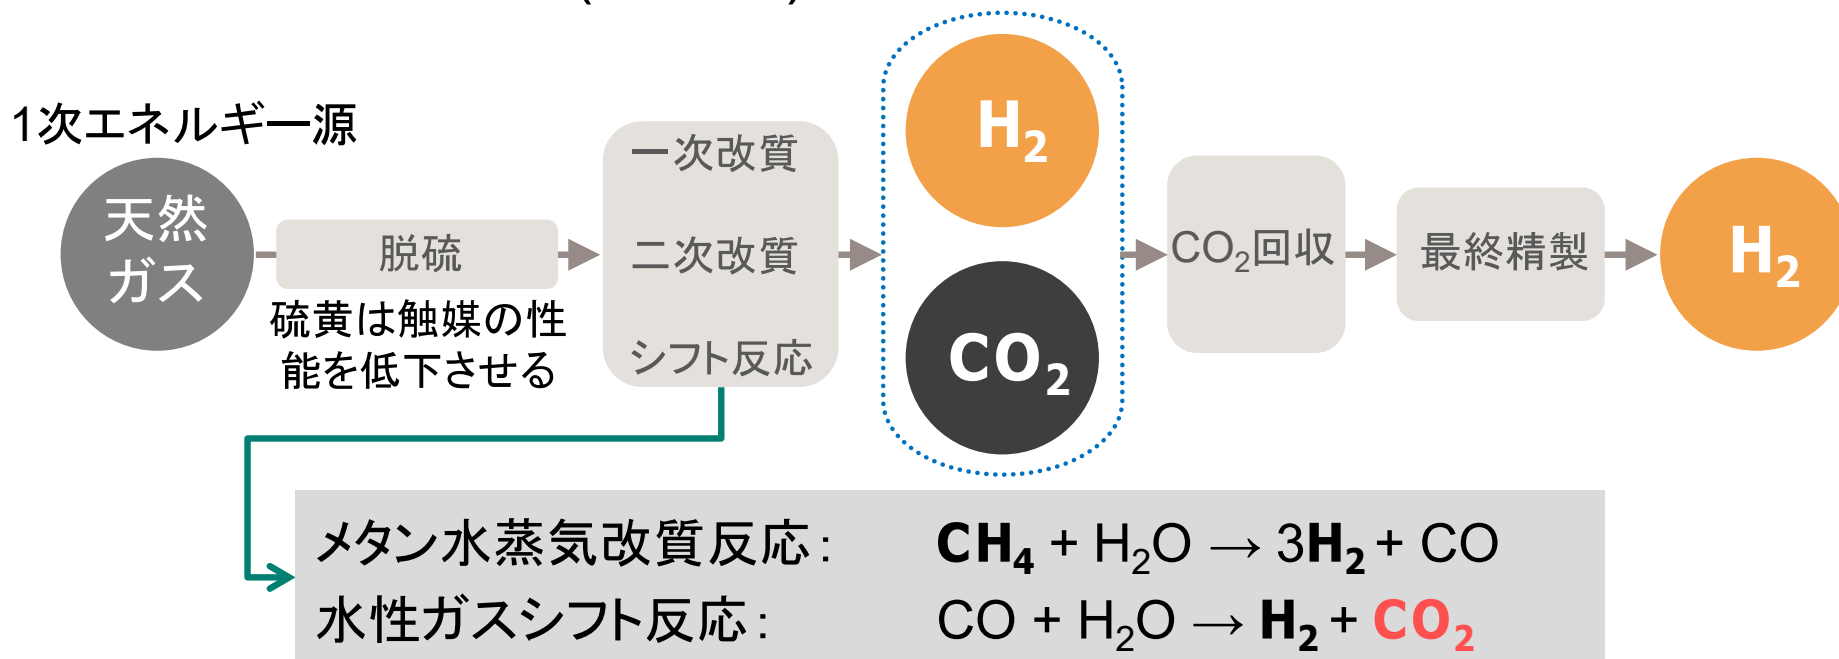 1次エネルギー源
天然
ガス
脱硫
硫黄は触媒の性
能を低下させる
一次改質
二次改質
シフト反応
H₂
CO₂
CO₂回収
最終精製
H₂
メタン水蒸気改質反応： CH₄ + H₂O → 3H₂ + CO
水性ガスシフト反応： CO + H₂O → H₂ + CO₂